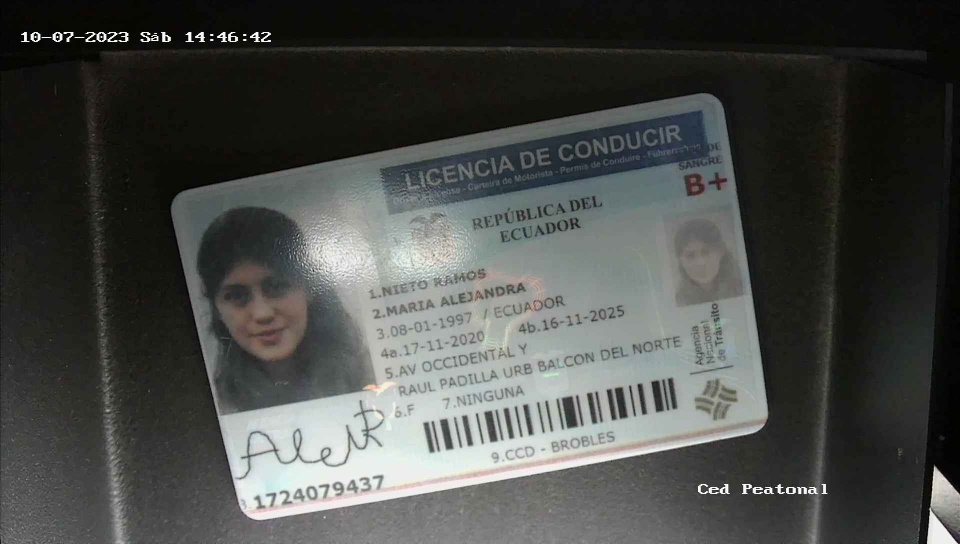 10-07-2023 Sáb 14:46:42
LICENCIA DE CONDUCIR
License - Carteira de Motorista - Permis de Conduire -
DE
SANGRE
B+
REPÚBLICA DEL
ECUADOR
1.NIETO RAMOS
2.MARIA ALEJANDRA
3.08-01-1997 / ECUADOR
4a.17-11-2020 4b.16-11-2025
5.AV OCCIDENTAL Y
RAUL PADILLA URB BALCON DEL NORTE
6.F 7.NINGUNA
Agencia
Nacional
de Tránsito
9.CCD - BROBLES
1724079437
Ced Peatonal